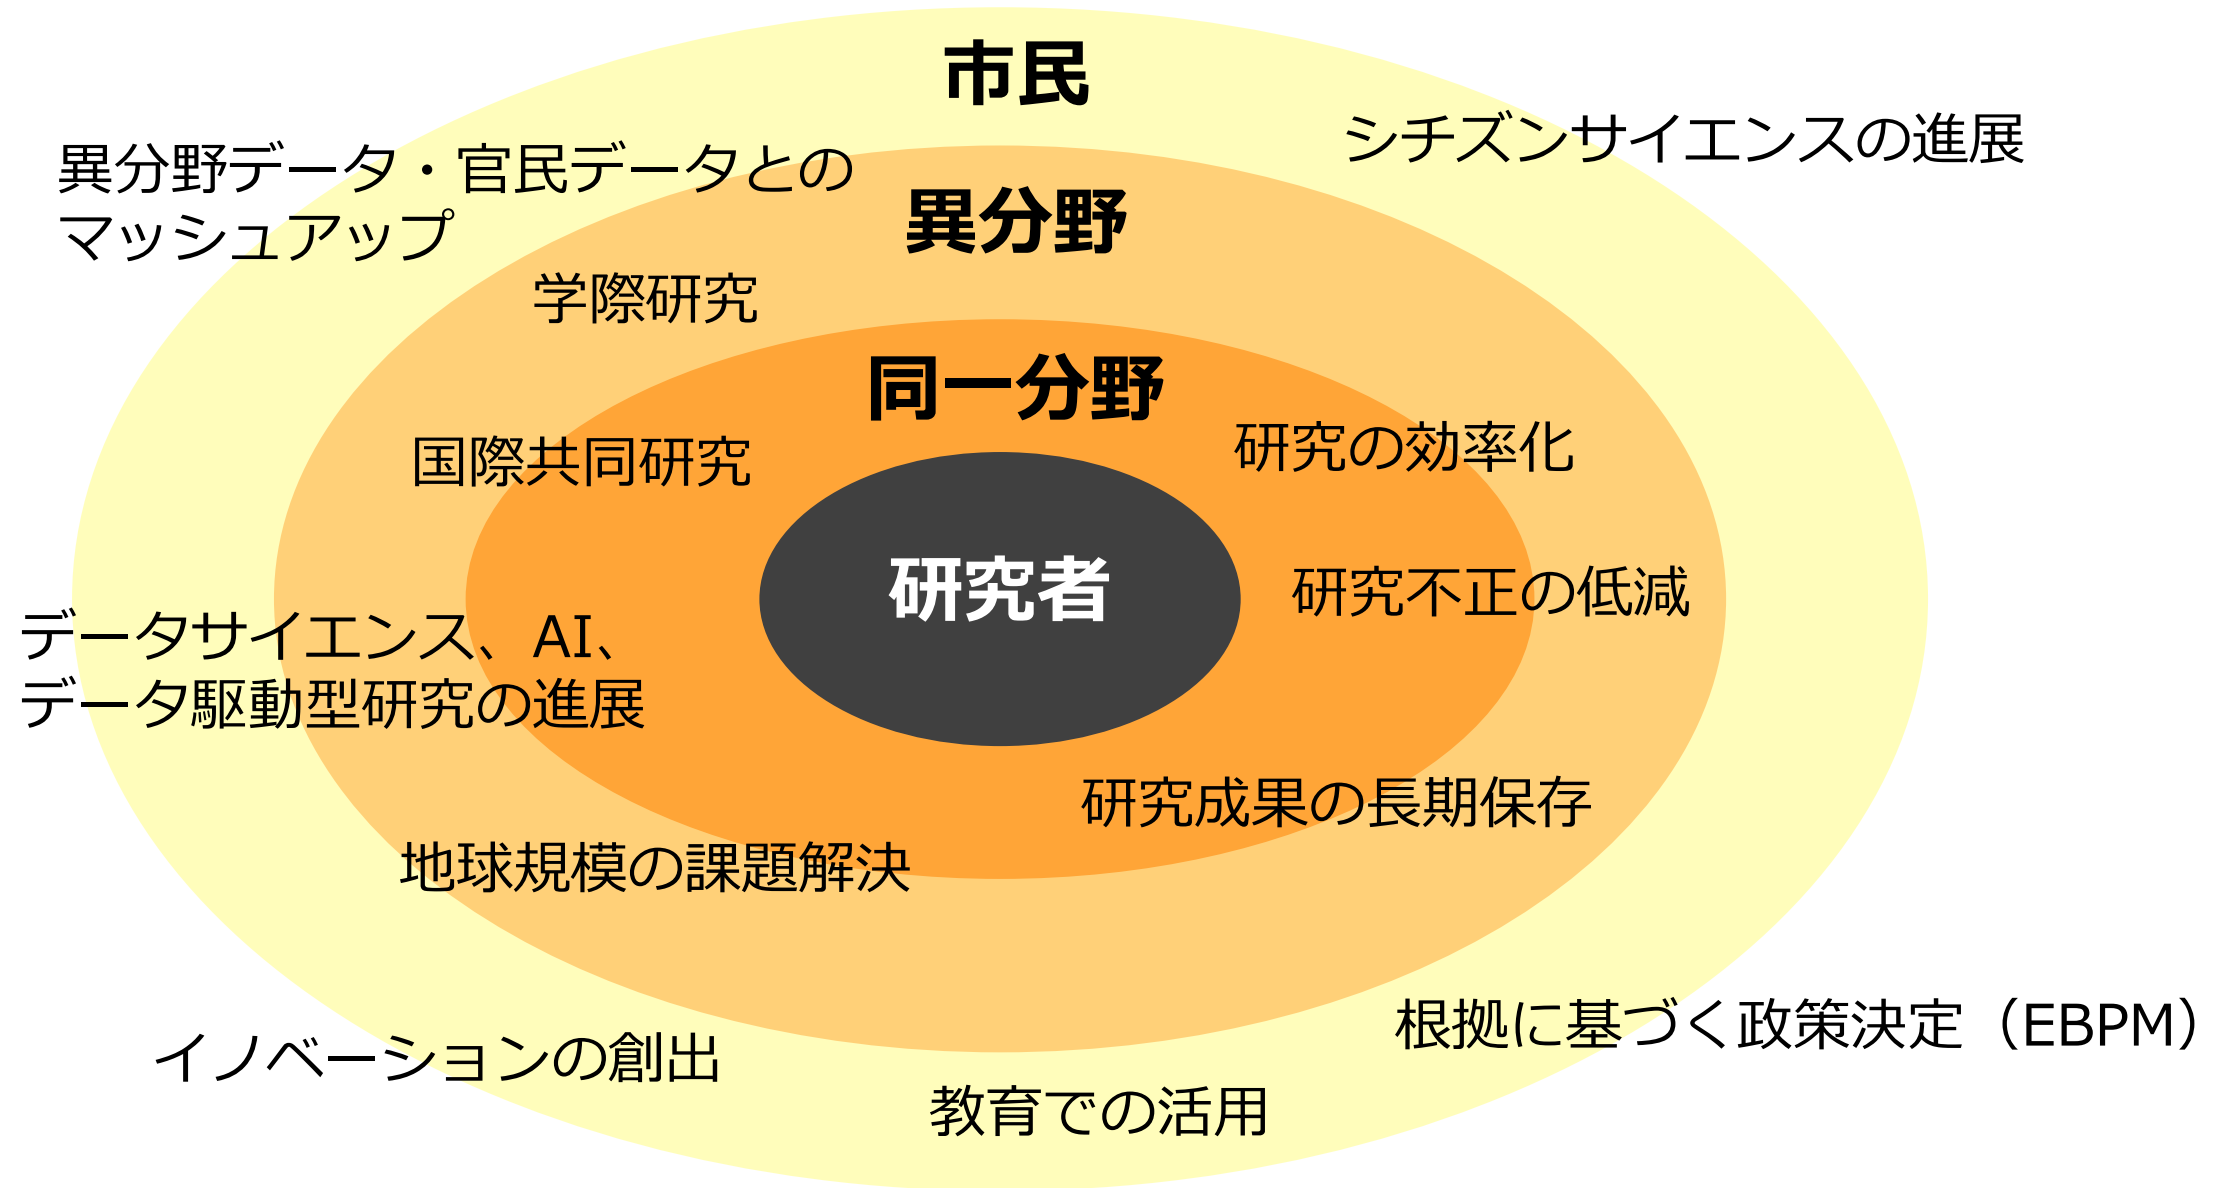 市民
シチズンサイエンスの進展
異分野データ・官民データとの
マッシュアップ
異分野
学際研究
同一分野
国際共同研究
研究の効率化
研究者
研究不正の低減
データサイエンス、AI、
データ駆動型研究の進展
研究成果の長期保存
地球規模の課題解決
根拠に基づく政策決定（EBPM）
イノベーションの創出
教育での活用